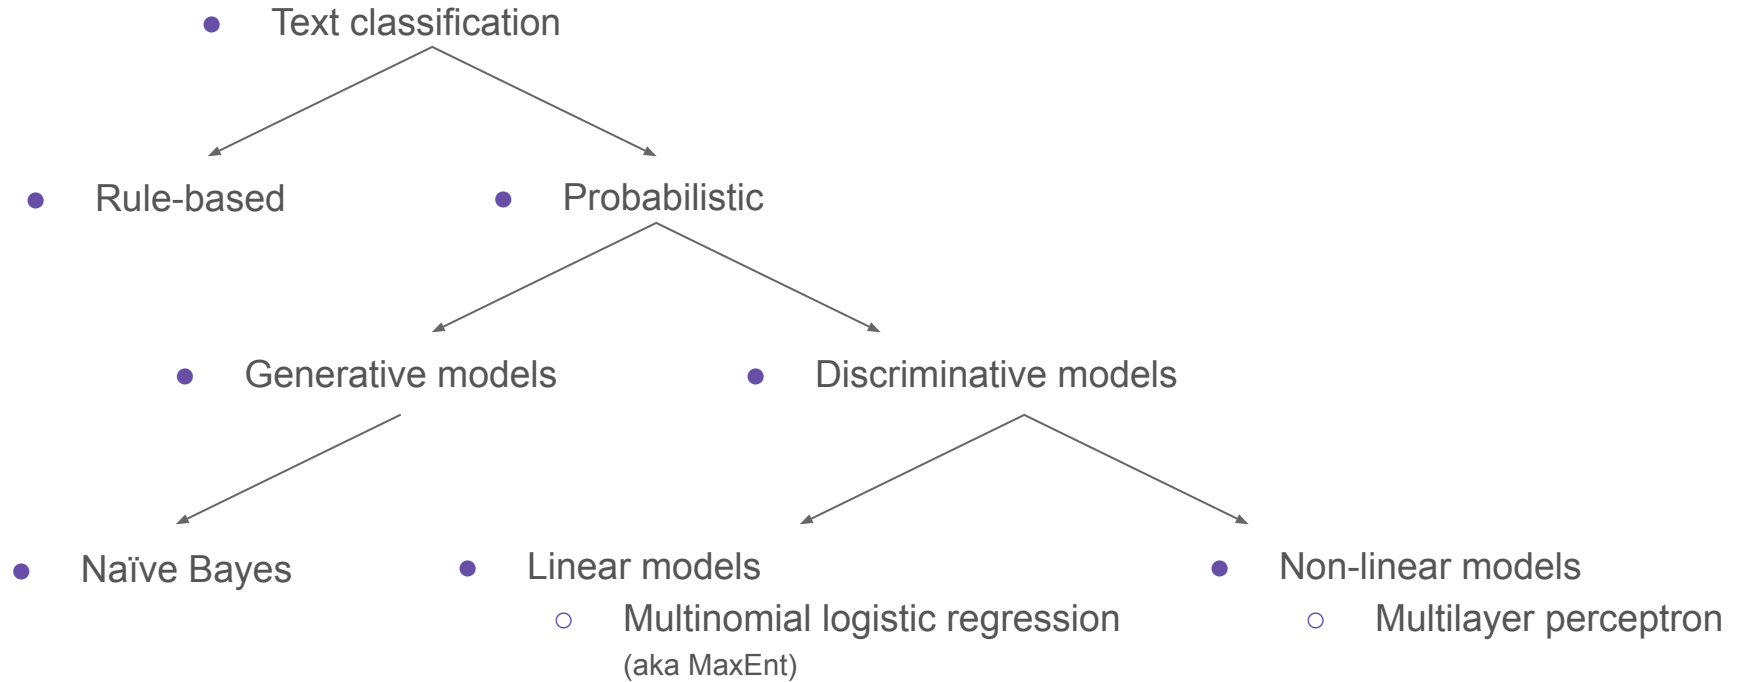 Text classification
Rule-based
Probabilistic
Generative models
Discriminative models
Naïve Bayes
Linear models
Non-linear models
Multinomial logistic regression
(aka MaxEnt)
Multilayer perceptron